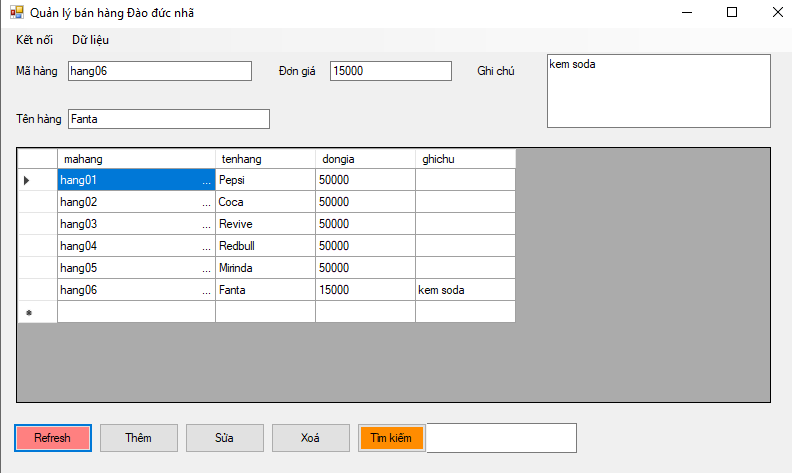 Quản lý bán hàng Đào đức nhã
Kết nối Dữ liệu
Mã hàng hang06 Đơn giá 15000 Ghi chú kem soda
Tên hàng Fanta
mahang tenhang dongia ghichu
hang01 ... Pepsi 50000
hang02 ... Coca 50000
hang03 ... Revive 50000
hang04 ... Redbull 50000
hang05 ... Mirinda 50000
hang06 ... Fanta 15000 kem soda
Refresh Thêm Sửa Xoá Tìm kiếm